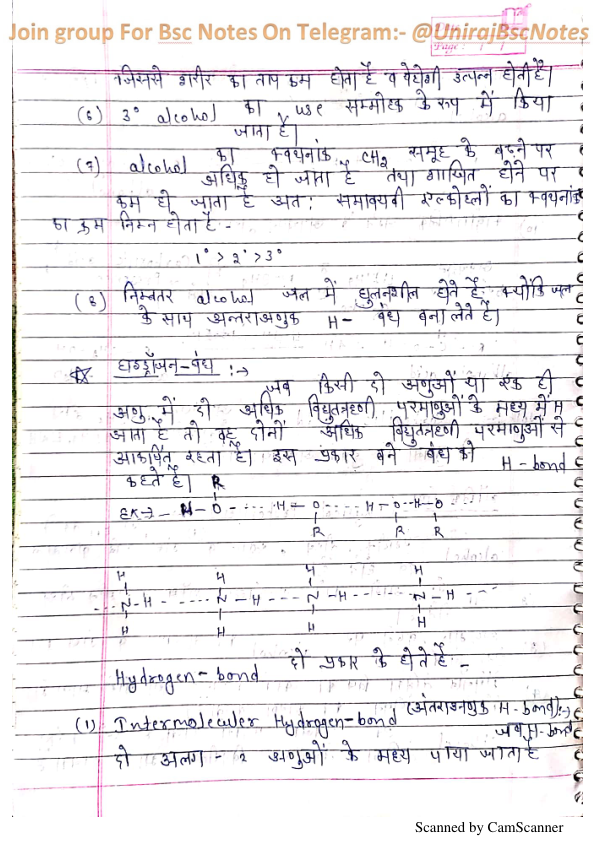 Join group For Bsc Notes On Telegram:- @UnirajBscNotes
Page:
जिससे शरीर का ताप कम होता है व बेहोशी उत्पन्न होती है।
(6) 3° alcohol का use सम्मोहक के रूप में किया
जाता है।
(7) alcohol का क्वथनांक CH2 समूह के बढ़ने पर
अधिक हो जाता है तथा शाखित होने पर
कम हो जाता है अत: समावयवी एल्कोहलों का क्वथनांक
का क्रम निम्न होता है -
1° > 2° > 3°
(8) निम्नतर alcohol जल में घुलनशील होते हैं क्योंकि जल
के साथ अन्तराअणुक H- बंध बना लेते है।
हाइड्रोजन-बंध :→
जब किसी दो अणुओं या एक ही
अणु में दो अधिक विद्युतऋणी परमाणुओं के मध्य में H
आता है तो वह दोनों अधिक विद्युतऋणी परमाणुओं से
आकर्षित रहता है। इस प्रकार बने बंध को H-bond
कहते है।
R
Ex→ H-O ---- H-O ---- H-O---H-O
R R R
H H H H
---N-H-----N-H-----N-H-----N-H---
H H H H
Hydrogen-bond दो प्रकार के होते है -
(1) Intermoleculer Hydrogen-bond (अंतराअणुक H-bond):→
जब H-bond
दो अलग-2 अणुओं के मध्य पाया जाता है
Scanned by CamScanner